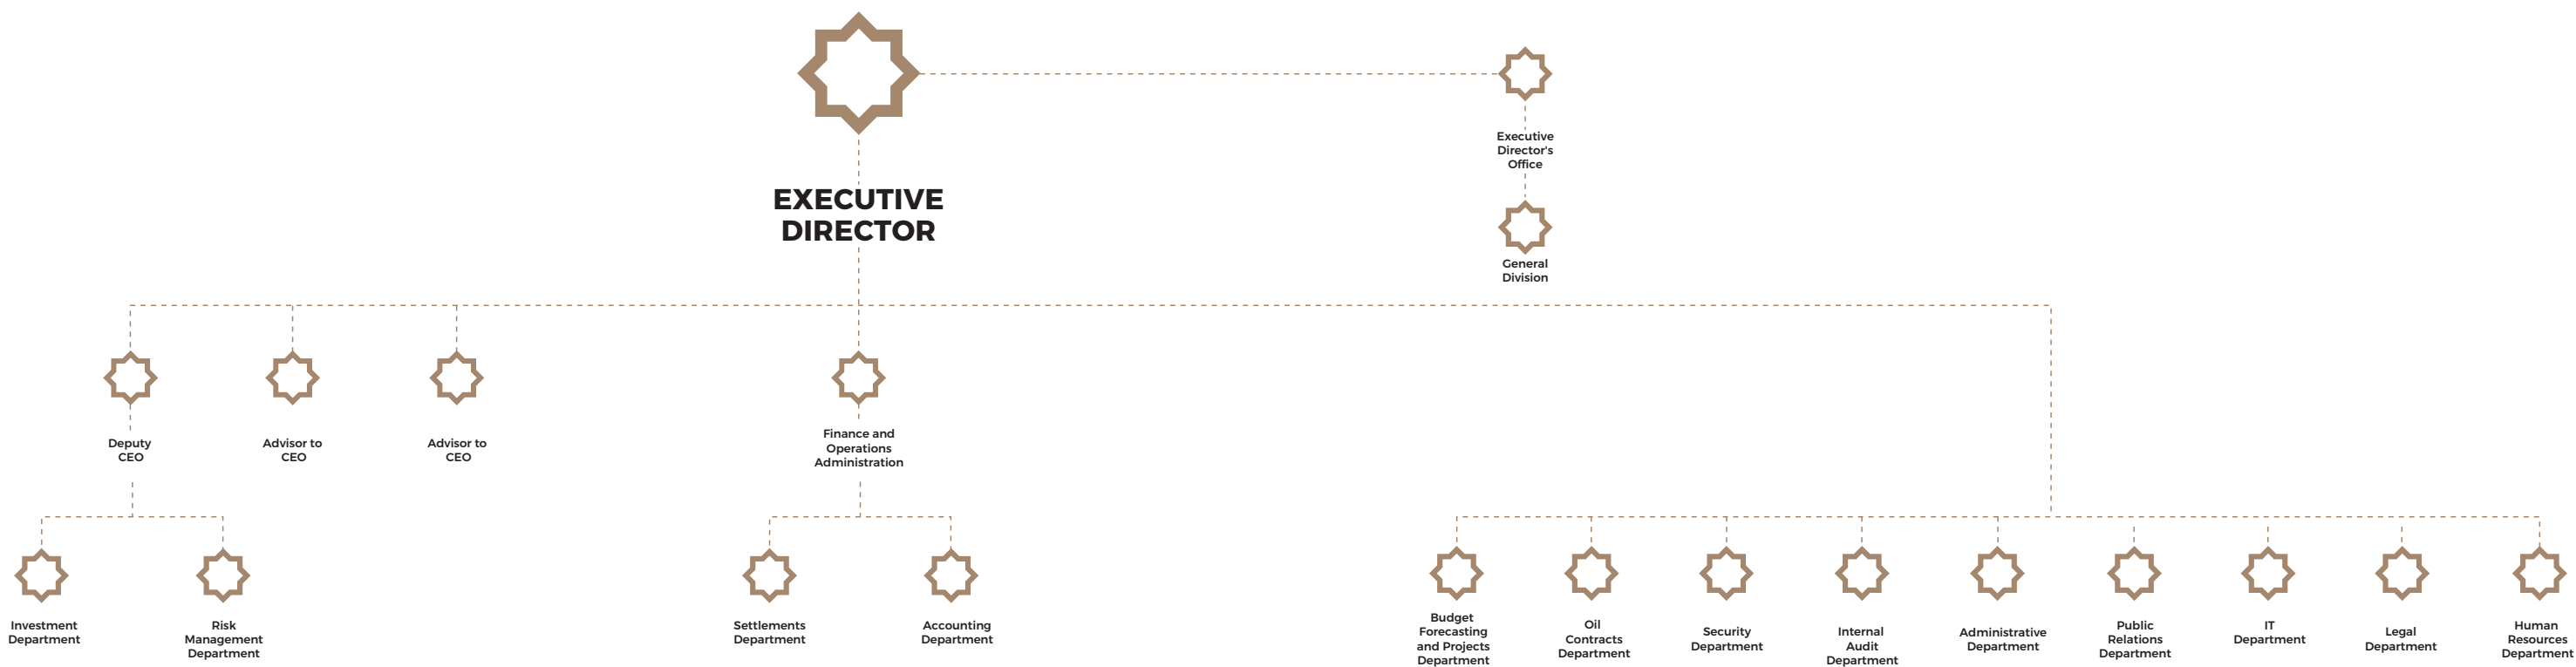 Executive
Director's
Office
EXECUTIVE
DIRECTOR
General
Division
Deputy
CEO
Advisor to
CEO
Advisor to
CEO
Finance and
Operations
Administration
Investment
Department
Risk
Management
Department
Settlements
Department
Accounting
Department
Budget
Forecasting
and Projects
Department
Oil
Contracts
Department
Security
Department
Internal
Audit
Department
Administrative
Department
Public
Relations
Department
IT
Department
Legal
Department
Human
Resources
Department